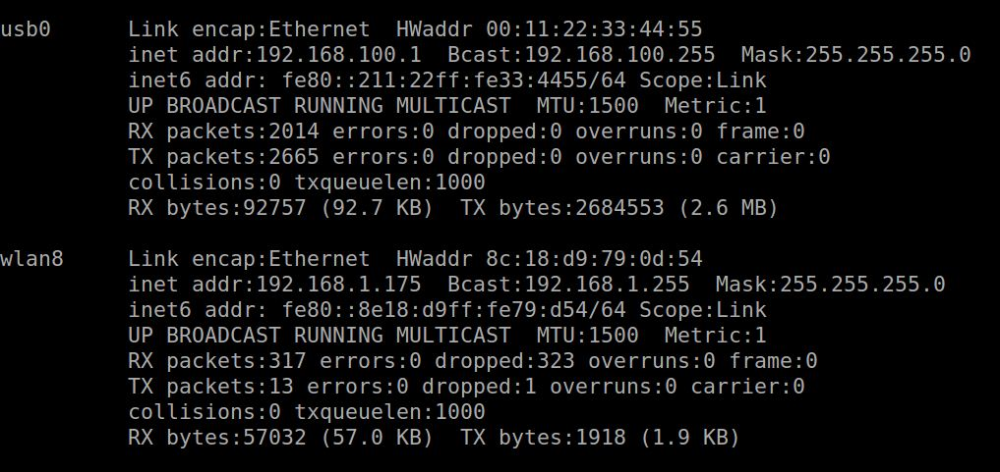 usb0      Link encap:Ethernet  HWaddr 00:11:22:33:44:55
          inet addr:192.168.100.1  Bcast:192.168.100.255  Mask:255.255.255.0
          inet6 addr: fe80::211:22ff:fe33:4455/64 Scope:Link
          UP BROADCAST RUNNING MULTICAST  MTU:1500  Metric:1
          RX packets:2014 errors:0 dropped:0 overruns:0 frame:0
          TX packets:2665 errors:0 dropped:0 overruns:0 carrier:0
          collisions:0 txqueuelen:1000
          RX bytes:92757 (92.7 KB)  TX bytes:2684553 (2.6 MB)

wlan8     Link encap:Ethernet  HWaddr 8c:18:d9:79:0d:54
          inet addr:192.168.1.175  Bcast:192.168.1.255  Mask:255.255.255.0
          inet6 addr: fe80::8e18:d9ff:fe79:d54/64 Scope:Link
          UP BROADCAST RUNNING MULTICAST  MTU:1500  Metric:1
          RX packets:317 errors:0 dropped:323 overruns:0 frame:0
          TX packets:13 errors:0 dropped:1 overruns:0 carrier:0
          collisions:0 txqueuelen:1000
          RX bytes:57032 (57.0 KB)  TX bytes:1918 (1.9 KB)